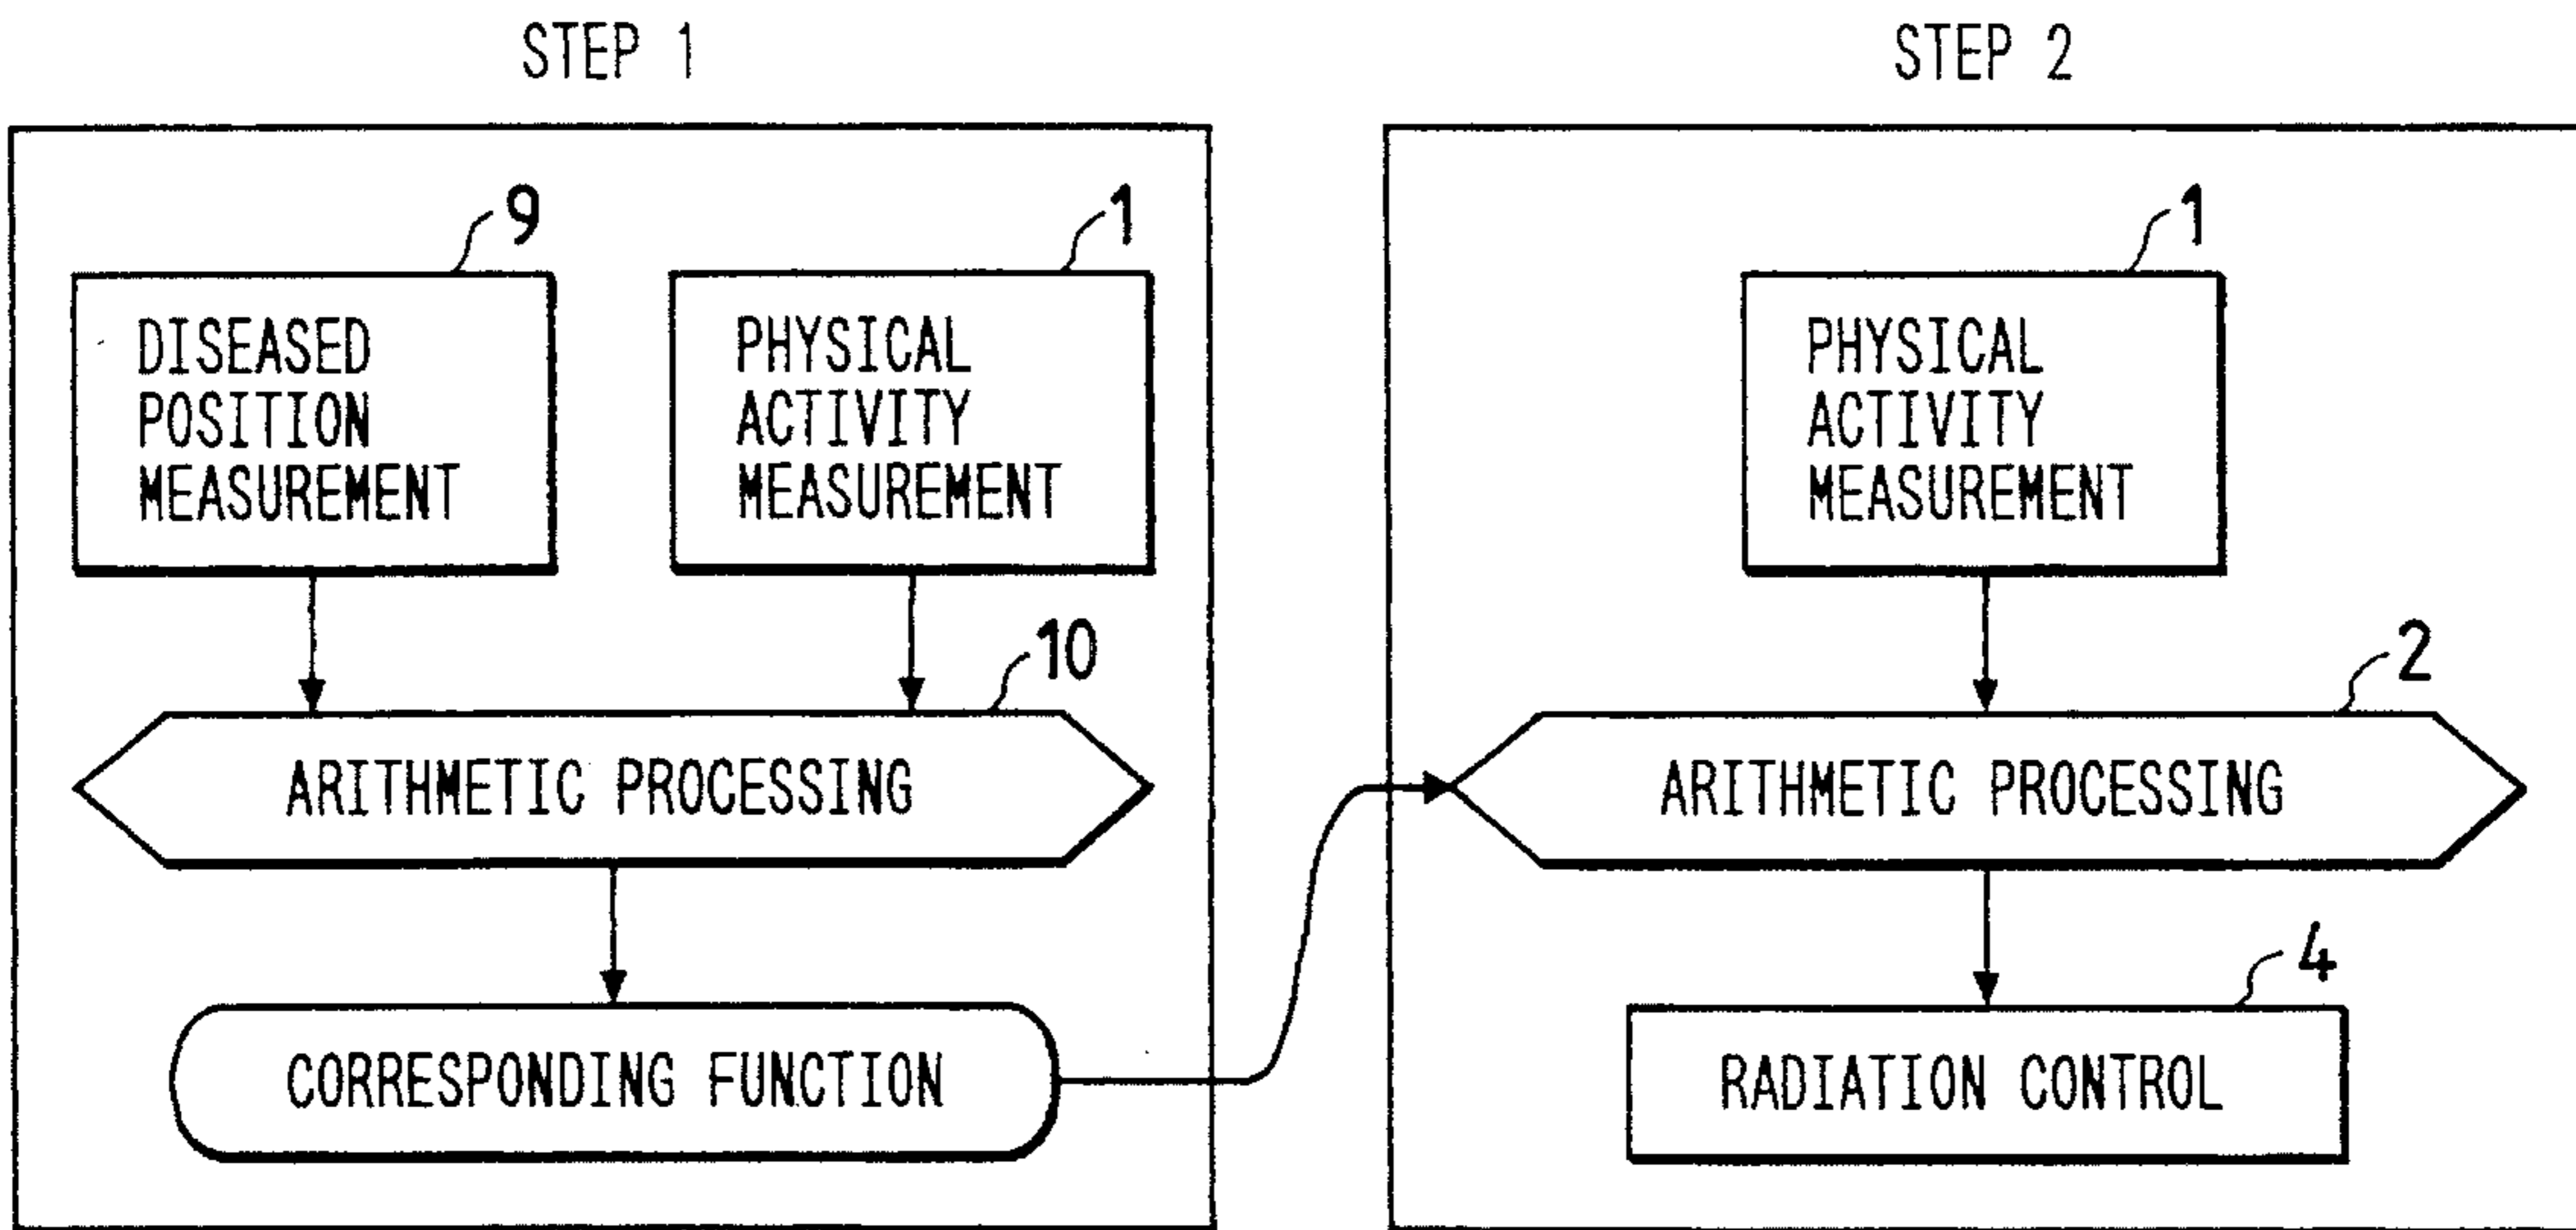 STEP 1
9
1
DISEASED
POSITION
MEASUREMENT
PHYSICAL
ACTIVITY
MEASUREMENT
10
ARITHMETIC PROCESSING
CORRESPONDING FUNCTION
STEP 2
1
PHYSICAL
ACTIVITY
MEASUREMENT
2
ARITHMETIC PROCESSING
4
RADIATION CONTROL